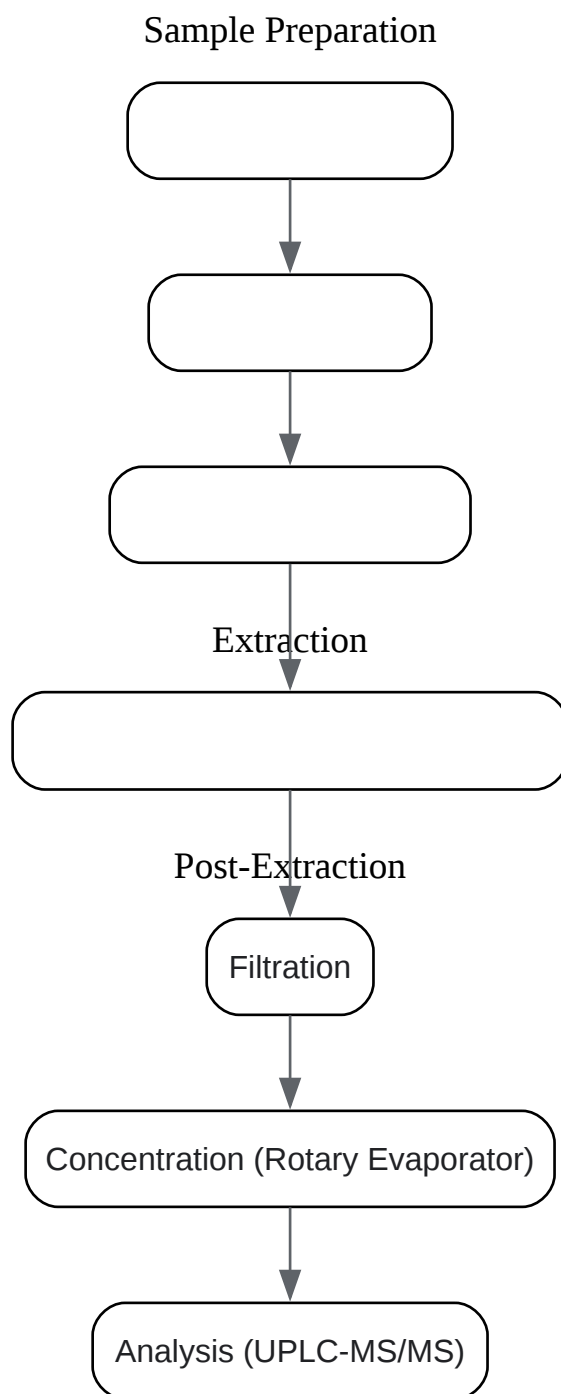 Sample Preparation
Extraction
Post-Extraction
Filtration
Concentration (Rotary Evaporator)
Analysis (UPLC-MS/MS)